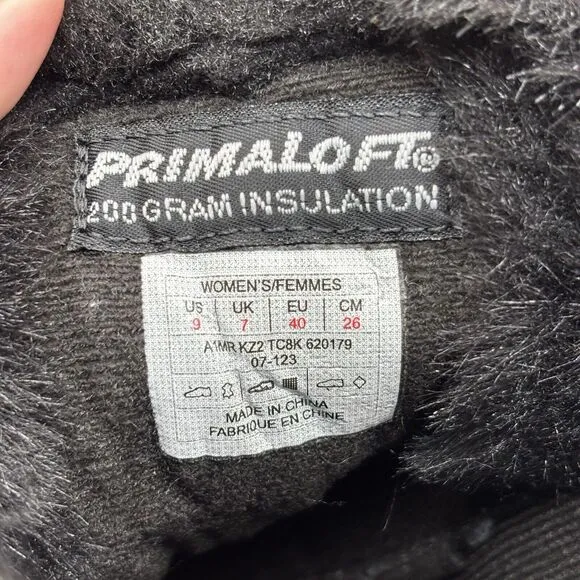 PRIMALOFT®
200 GRAM INSULATION
WOMEN'S/FEMMES
US UK EU CM
9 7 40 26
A1MR KZ2 TC8K 620179
07-123
MADE IN CHINA
FABRIQUE EN CHINE